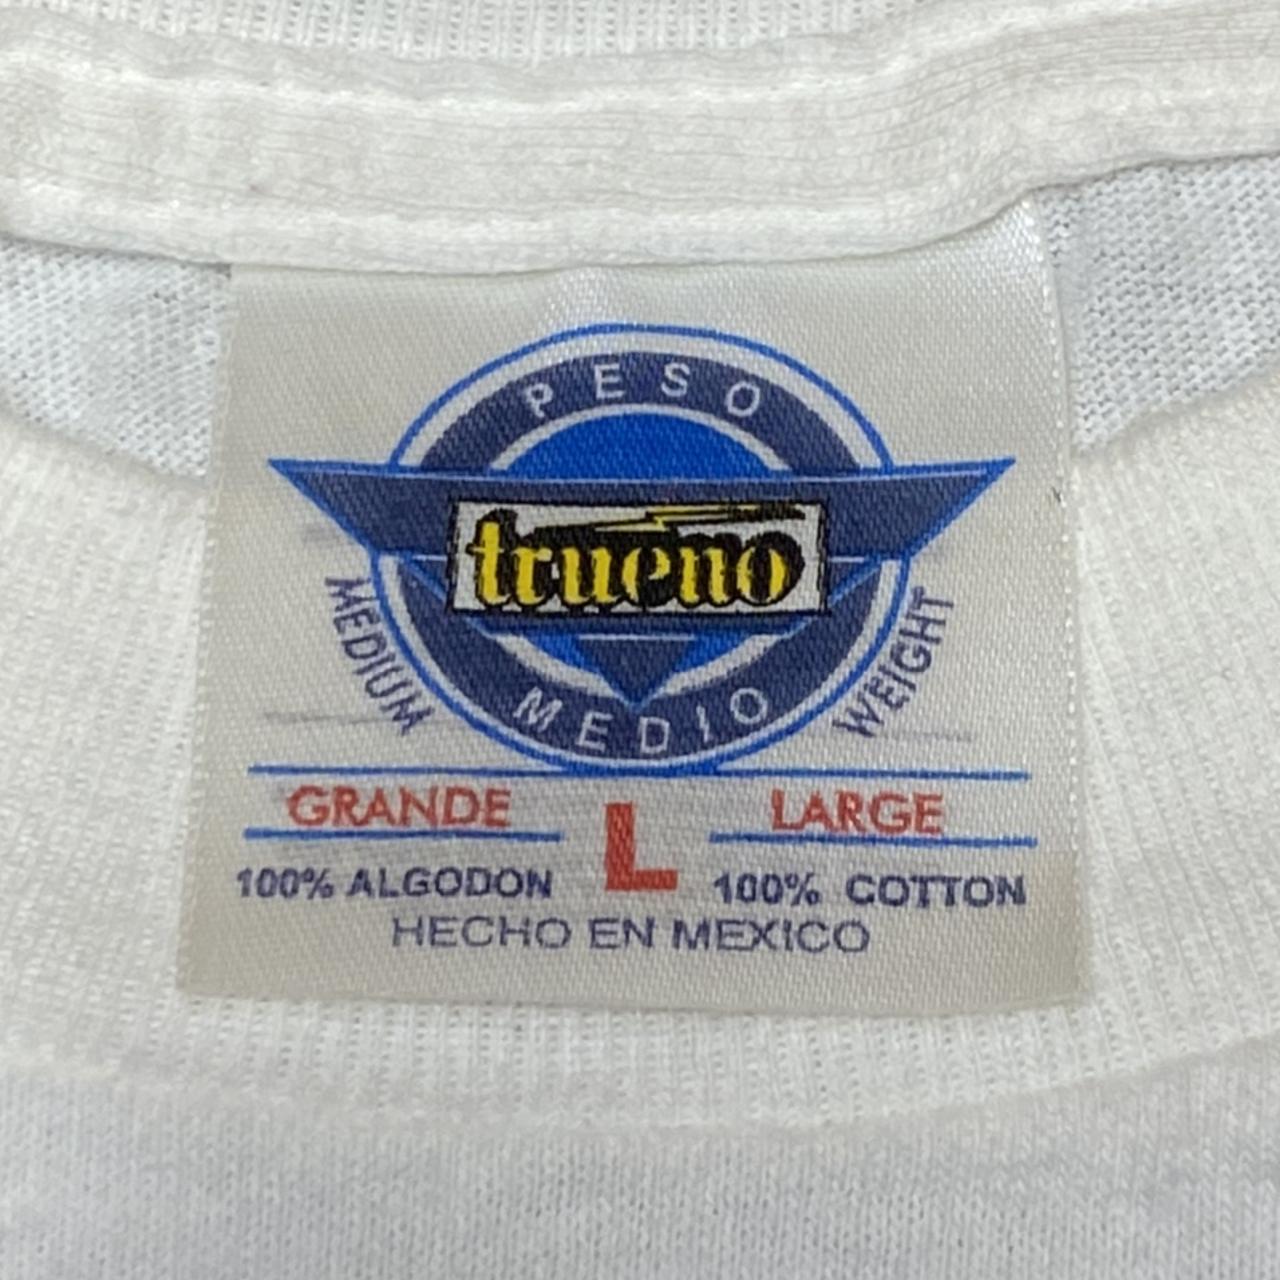 PESO
trueno
MEDIUM
WEIGHT
MEDIO
GRANDE L LARGE
100% ALGODON 100% COTTON
HECHO EN MEXICO